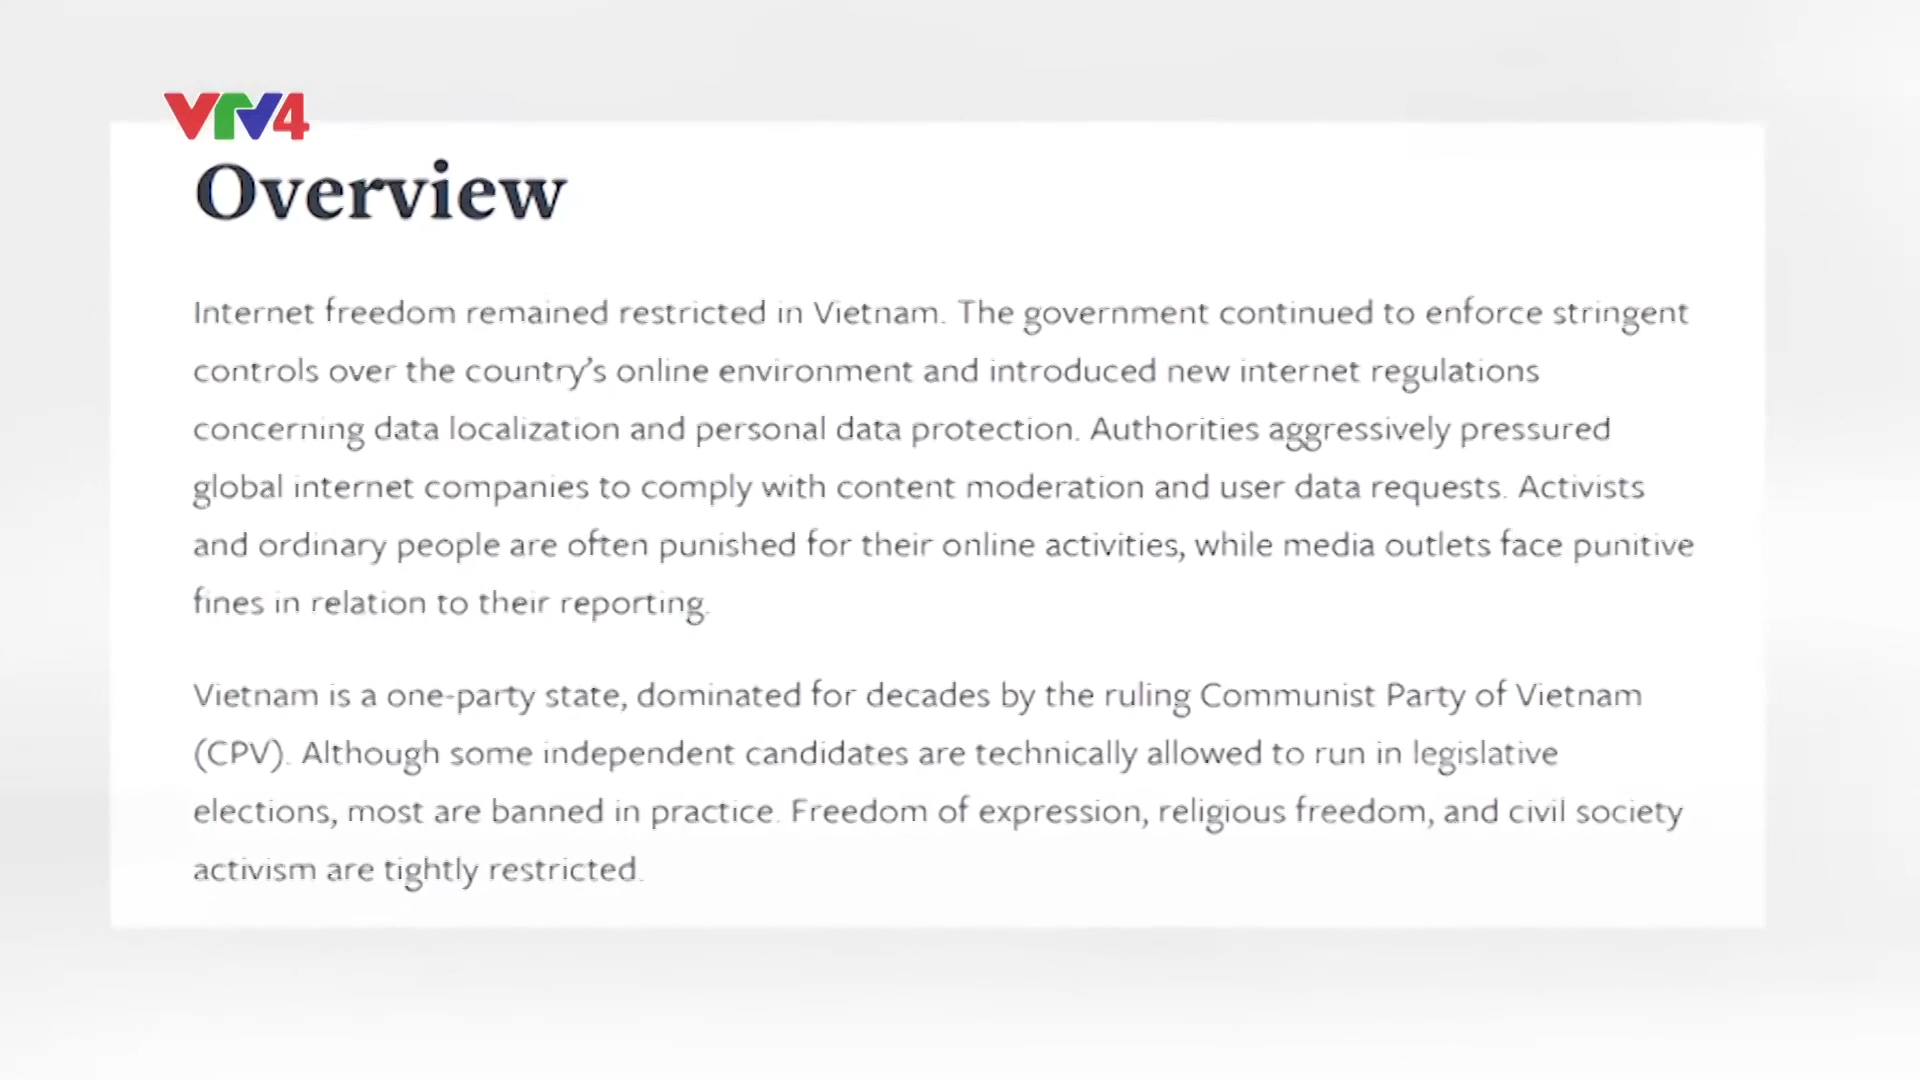 VTV4
Overview
Internet freedom remained restricted in Vietnam. The government continued to enforce stringent
controls over the country’s online environment and introduced new internet regulations
concerning data localization and personal data protection. Authorities aggressively pressured
global internet companies to comply with content moderation and user data requests. Activists
and ordinary people are often punished for their online activities, while media outlets face punitive
fines in relation to their reporting.
Vietnam is a one-party state, dominated for decades by the ruling Communist Party of Vietnam
(CPV). Although some independent candidates are technically allowed to run in legislative
elections, most are banned in practice. Freedom of expression, religious freedom, and civil society
activism are tightly restricted.